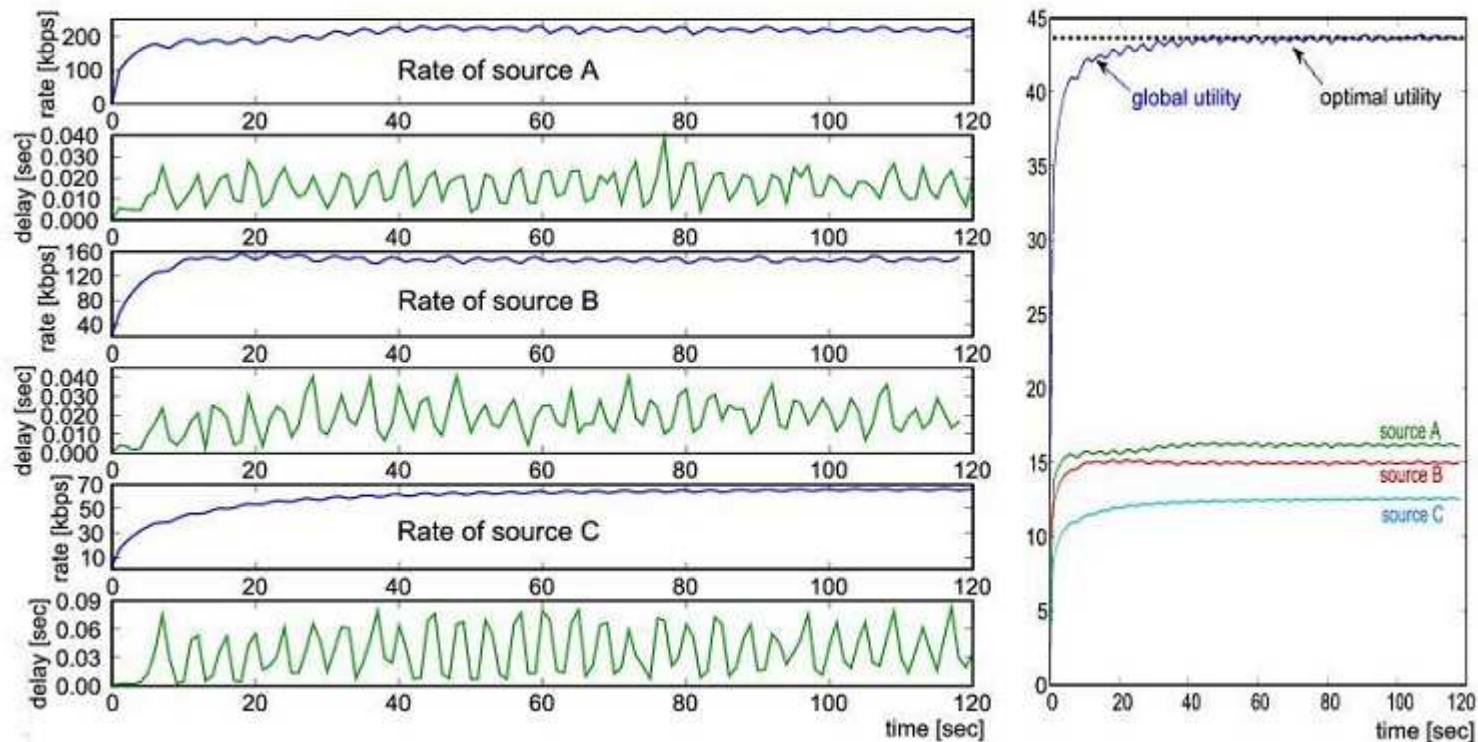 rate [kbps]
200
100
0
Rate of source A
0 20 40 60 80 100 120
delay [sec]
0.040
0.030
0.020
0.010
0.000
0 20 40 60 80 100 120
rate [kbps]
160
120
80
40
Rate of source B
0 20 40 60 80 100 120
delay [sec]
0.040
0.030
0.020
0.010
0.000
0 20 40 60 80 100 120
rate [kbps]
70
50
30
10
Rate of source C
0 20 40 60 80 100 120
delay [sec]
0.09
0.06
0.03
0.00
0 20 40 60 80 100 120
time [sec]
45
40
35
30
25
20
15
10
5
0
global utility
optimal utility
source A
source B
source C
0 20 40 60 80 100 120
time [sec]